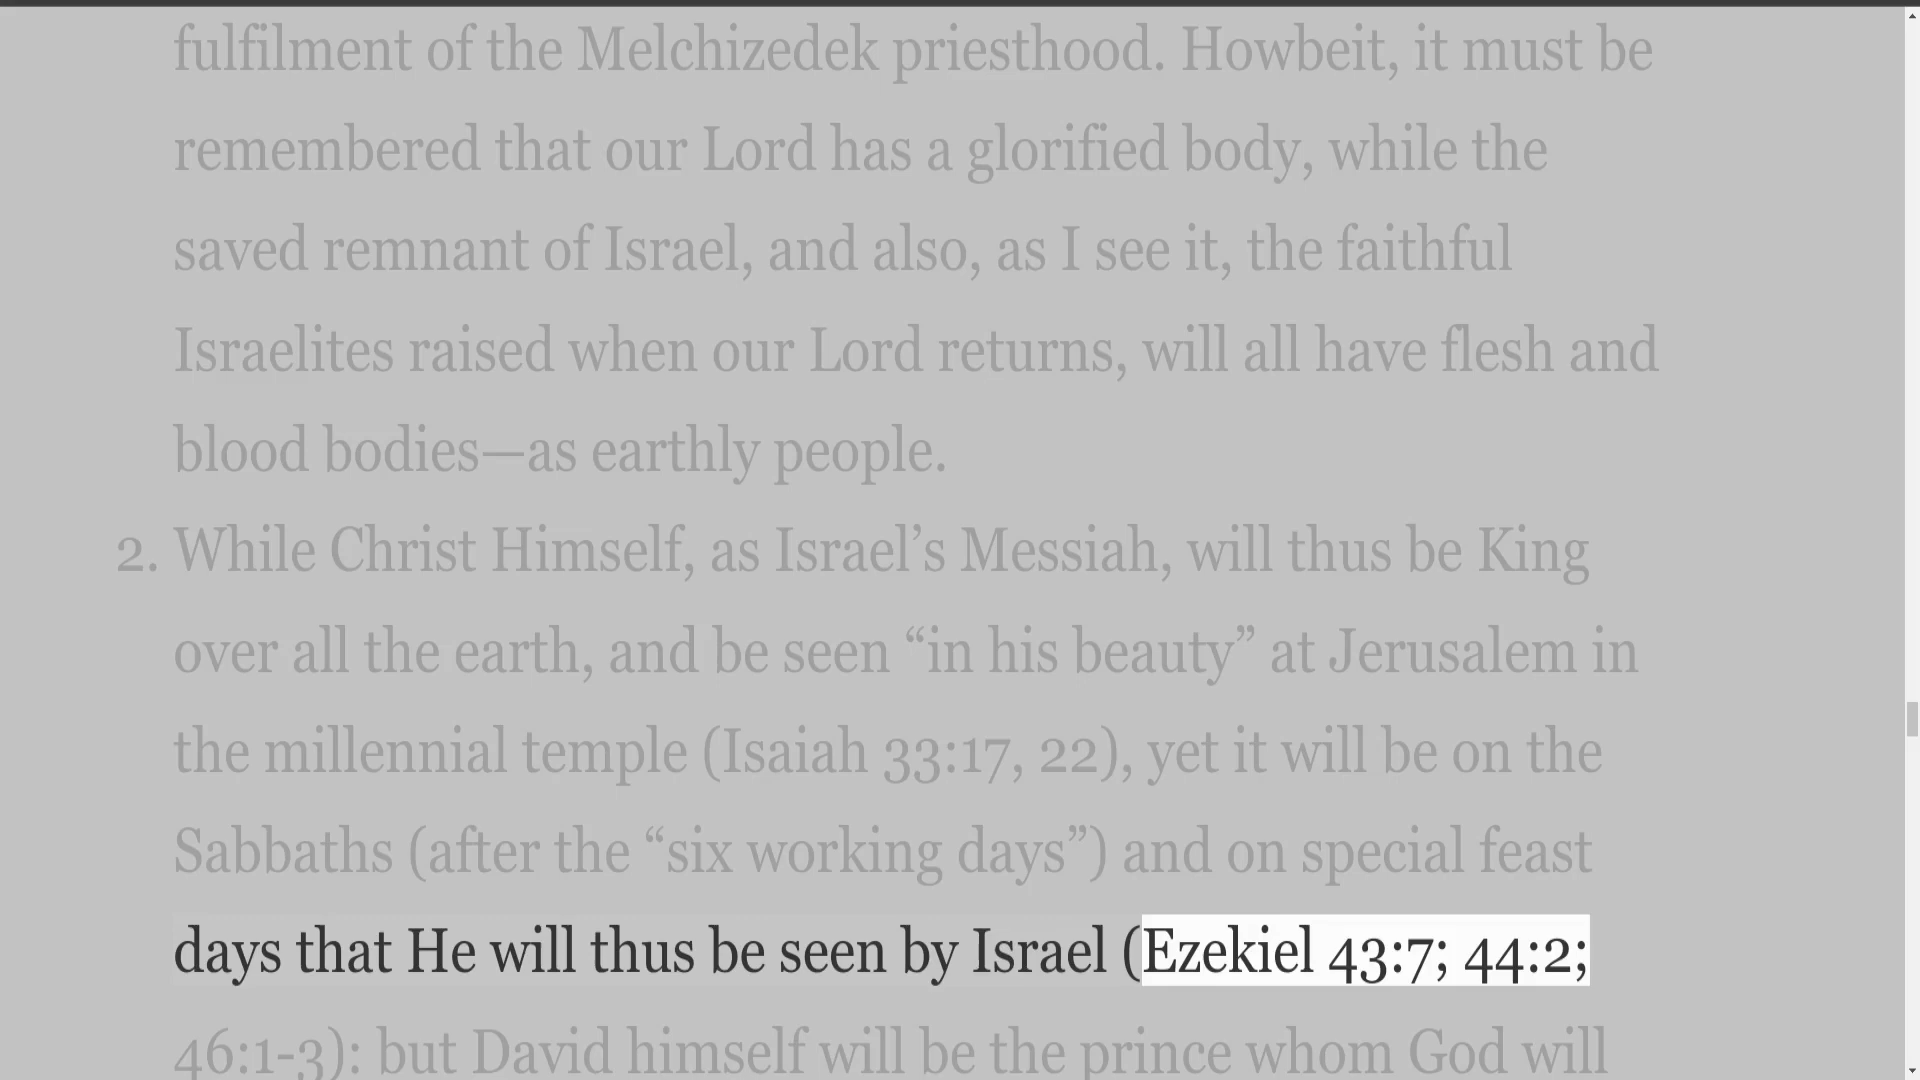 fulfilment of the Melchizedek priesthood. Howbeit, it must be
remembered that our Lord has a glorified body, while the
saved remnant of Israel, and also, as I see it, the faithful
Israelites raised when our Lord returns, will all have flesh and
blood bodies—as earthly people.
2. While Christ Himself, as Israel’s Messiah, will thus be King
over all the earth, and be seen “in his beauty” at Jerusalem in
the millennial temple (Isaiah 33:17, 22), yet it will be on the
Sabbaths (after the “six working days”) and on special feast
days that He will thus be seen by Israel (Ezekiel 43:7; 44:2;
46:1-3): but David himself will be the prince whom God will